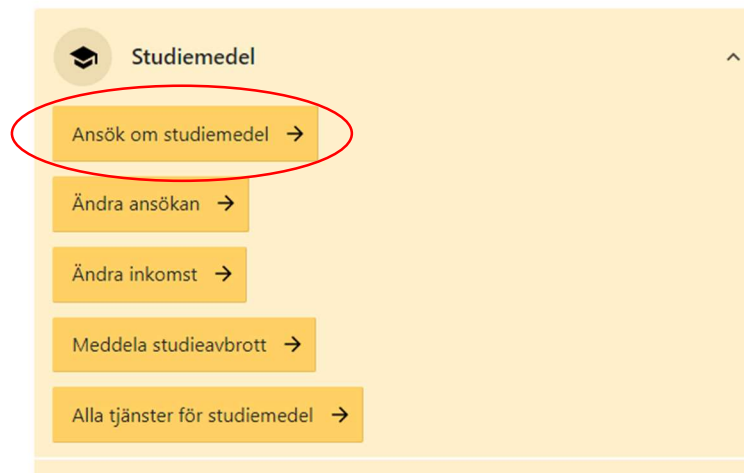 Studiemedel
Ansök om studiemedel →
Ändra ansökan →
Ändra inkomst →
Meddela studieavbrott →
Alla tjänster för studiemedel →